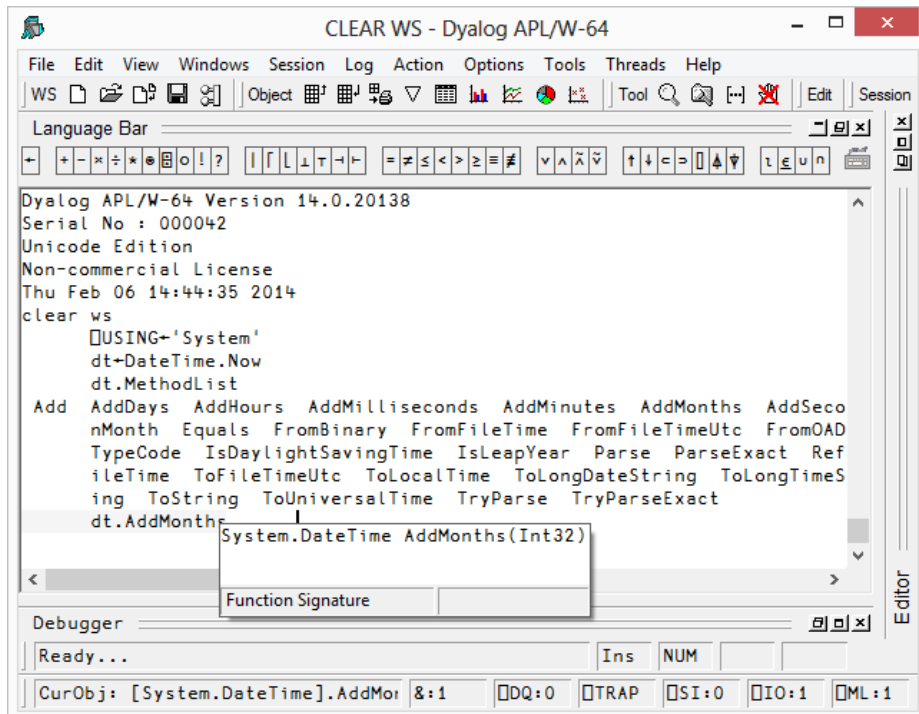 CLEAR WS - Dyalog APL/W-64
File Edit View Windows Session Log Action Options Tools Threads Help
WS Object Tool Edit Session
Language Bar
← + - × ÷ * ⍟ ⌹ ○ ! ? | ⌈ ⌊ ⊥ ⊤ ⊣ ⊢ = ≠ ≤ < > ≥ ≡ ≢ ∨ ∧ ⍲ ⍱ ↑ ↓ ⊂ ⊃ ⌷ ⍋ ⍒ ⍳ ⍷ ∪ ∩
Dyalog APL/W-64 Version 14.0.20138
Serial No : 000042
Unicode Edition
Non-commercial License
Thu Feb 06 14:44:35 2014
clear ws
⎕USING←'System'
dt←DateTime.Now
dt.MethodList
Add AddDays AddHours AddMilliseconds AddMinutes AddMonths AddSeco
nMonth Equals FromBinary FromFileTime FromFileTimeUtc FromOAD
TypeCode IsDaylightSavingTime IsLeapYear Parse ParseExact Ref
ileTime ToFileTimeUtc ToLocalTime ToLongDateString ToLongTimeS
ing ToString ToUniversalTime TryParse TryParseExact
dt.AddMonths
System.DateTime AddMonths(Int32)
Function Signature
Editor
Debugger
Ready... Ins NUM
CurObj: [System.DateTime].AddMon &:1 ⎕DQ:0 ⎕TRAP ⎕SI:0 ⎕IO:1 ⎕ML:1